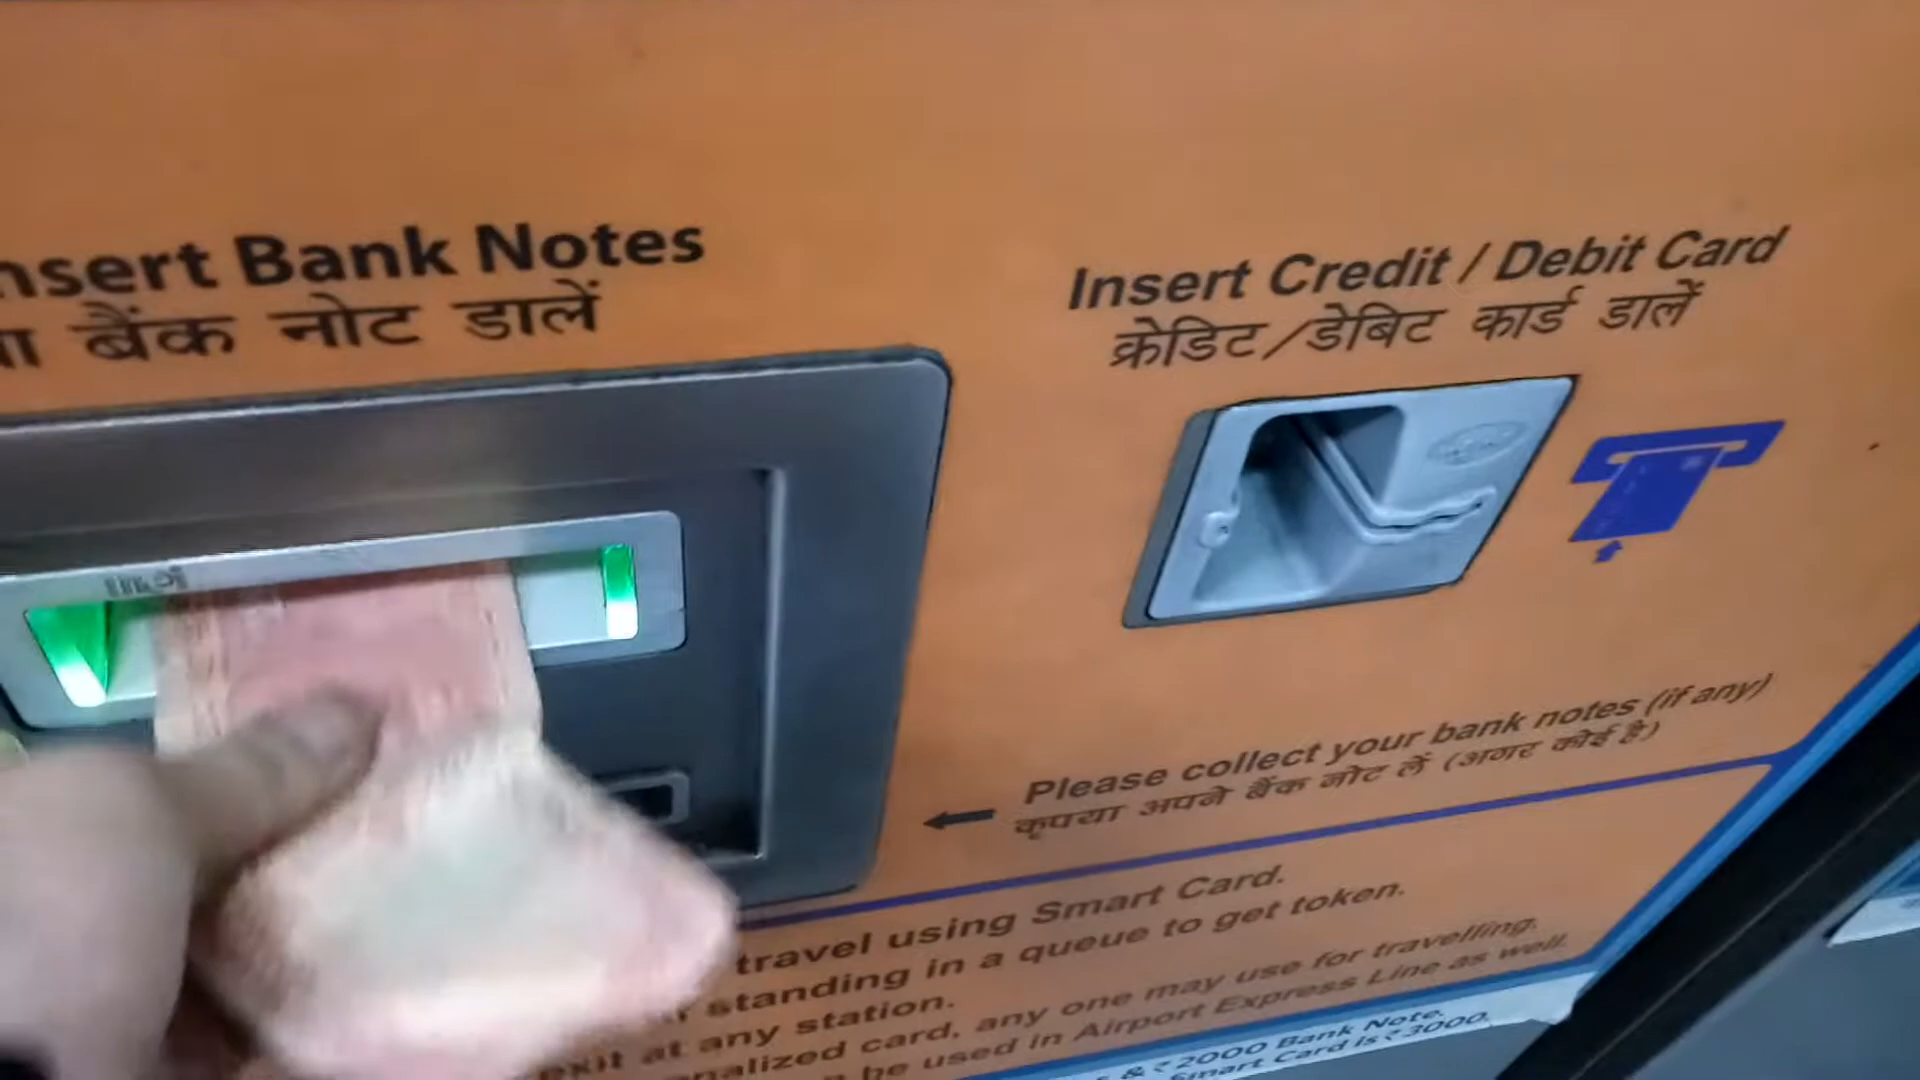 nsert Bank Notes
बैंक नोट डालें
Insert Credit / Debit Card
क्रेडिट/डेबिट कार्ड डालें
Please collect your bank notes (if any)
कृपया अपने बैंक नोट लें (अगर कोई है)
travel using Smart Card.
standing in a queue to get token.
exit at any station.
nalized card, any one may use for travelling.
be used in Airport Express Line as well.
& ₹2000 Bank Note.
Smart Card is ₹3000.